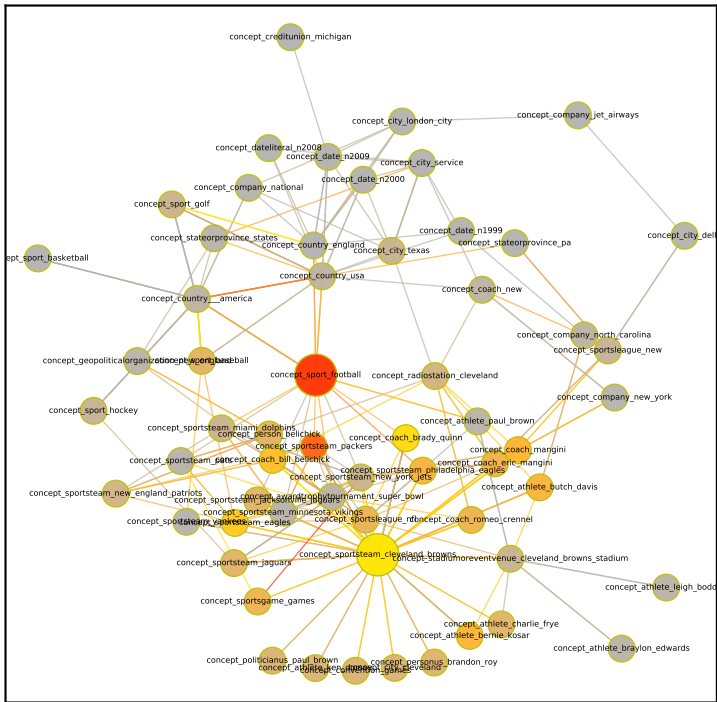 concept_creditunion_michigan
concept_company_jet_airways
concept_city_london_city
concept_dateliteral_n2008
concept_date_n2009
concept_city_service
concept_date_n2000
concept_company_national
concept_sport_golf
concept_date_n1999
concept_stateorprovince_states
concept_country_england
concept_stateorprovince_pa
concept_city_texas
concept_sport_basketball
concept_country_usa
concept_coach_new
concept_country__america
concept_company_north_carolina
concept_sportsleague_new
concept_sport_football
concept_radiostation_cleveland
concept_company_new_york
concept_sport_hockey
concept_athlete_paul_brown
concept_sportsteam_miami_dolphins
concept_person_belichick
concept_coach_brady_quinn
concept_sportsteam_packers
concept_coach_mangini
concept_coach_bill_belichick
concept_coach_eric_mangini
concept_sportsteam_philadelphia_eagles
concept_sportsteam_new_york_jets
concept_athlete_butch_davis
concept_sportsteam_new_england_patriots
concept_sportsteam_jacksonville_jaguars
concept_awardtrophytournament_super_bowl
concept_sportsteam_minnesota_vikings
concept_coach_romeo_crennel
concept_sportsteam_eagles
concept_sportsteam_cleveland_browns
concept_stadiumoreventvenue_cleveland_browns_stadium
concept_sportsteam_jaguars
concept_sportsgame_games
concept_athlete_charlie_frye
concept_athlete_bernie_kosar
concept_athlete_braylon_edwards
concept_politicianus_paul_brown
concept_personus_brandon_roy
concept_convention_games